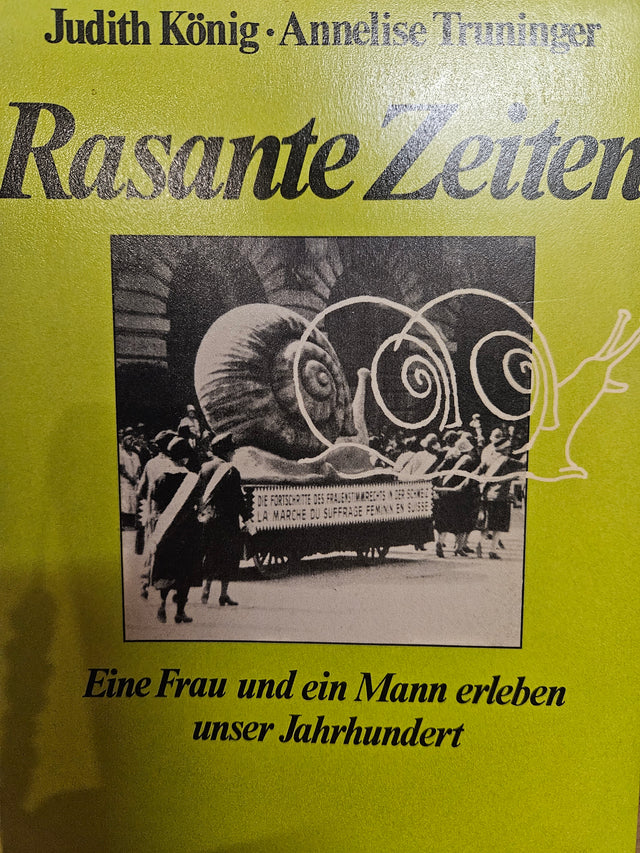 Judith König · Annelise Truninger
Rasante Zeiten
DIE FORTSCHRITTE DES FRAUENSTIMMRECHTS IN DER SCHWEIZ
LA MARCHE DU SUFFRAGE FEMININ EN SUISSE
Eine Frau und ein Mann erleben
unser Jahrhundert